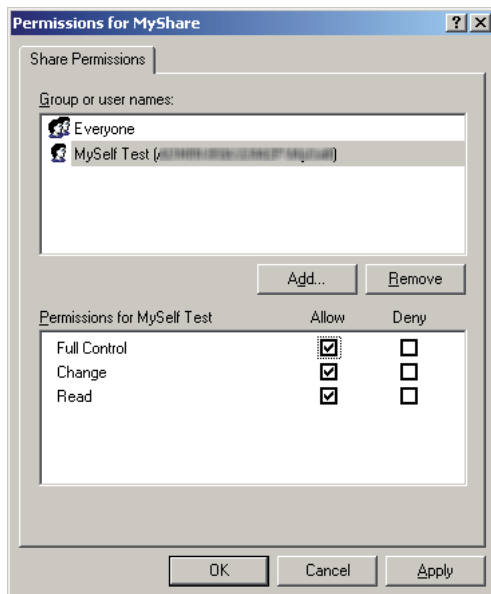 Permissions for MyShare
Share Permissions
Group or user names:
Everyone
MySelf Test (
Add... Remove
Permissions for MySelf Test Allow Deny
Full Control
Change
Read
OK Cancel Apply